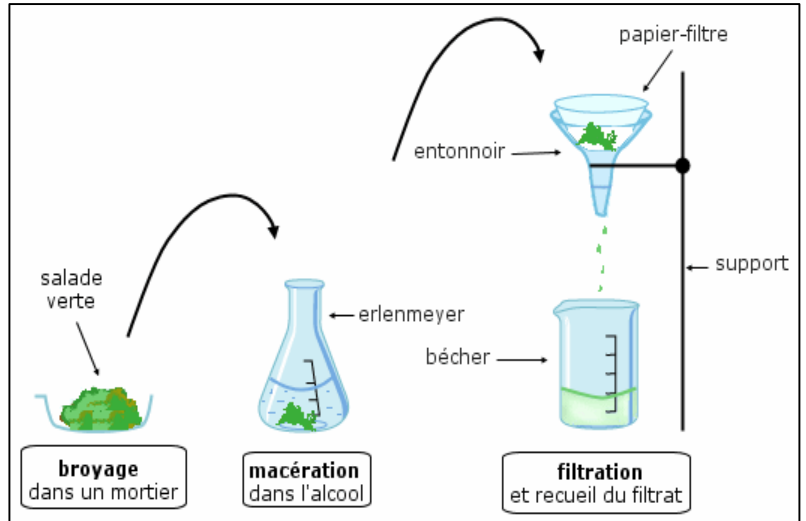 papier-filtre
entonnoir
salade
verte
support
erlenmeyer
bécher
broyage
dans un mortier
macération
dans l'alcool
filtration
et recueil du filtrat